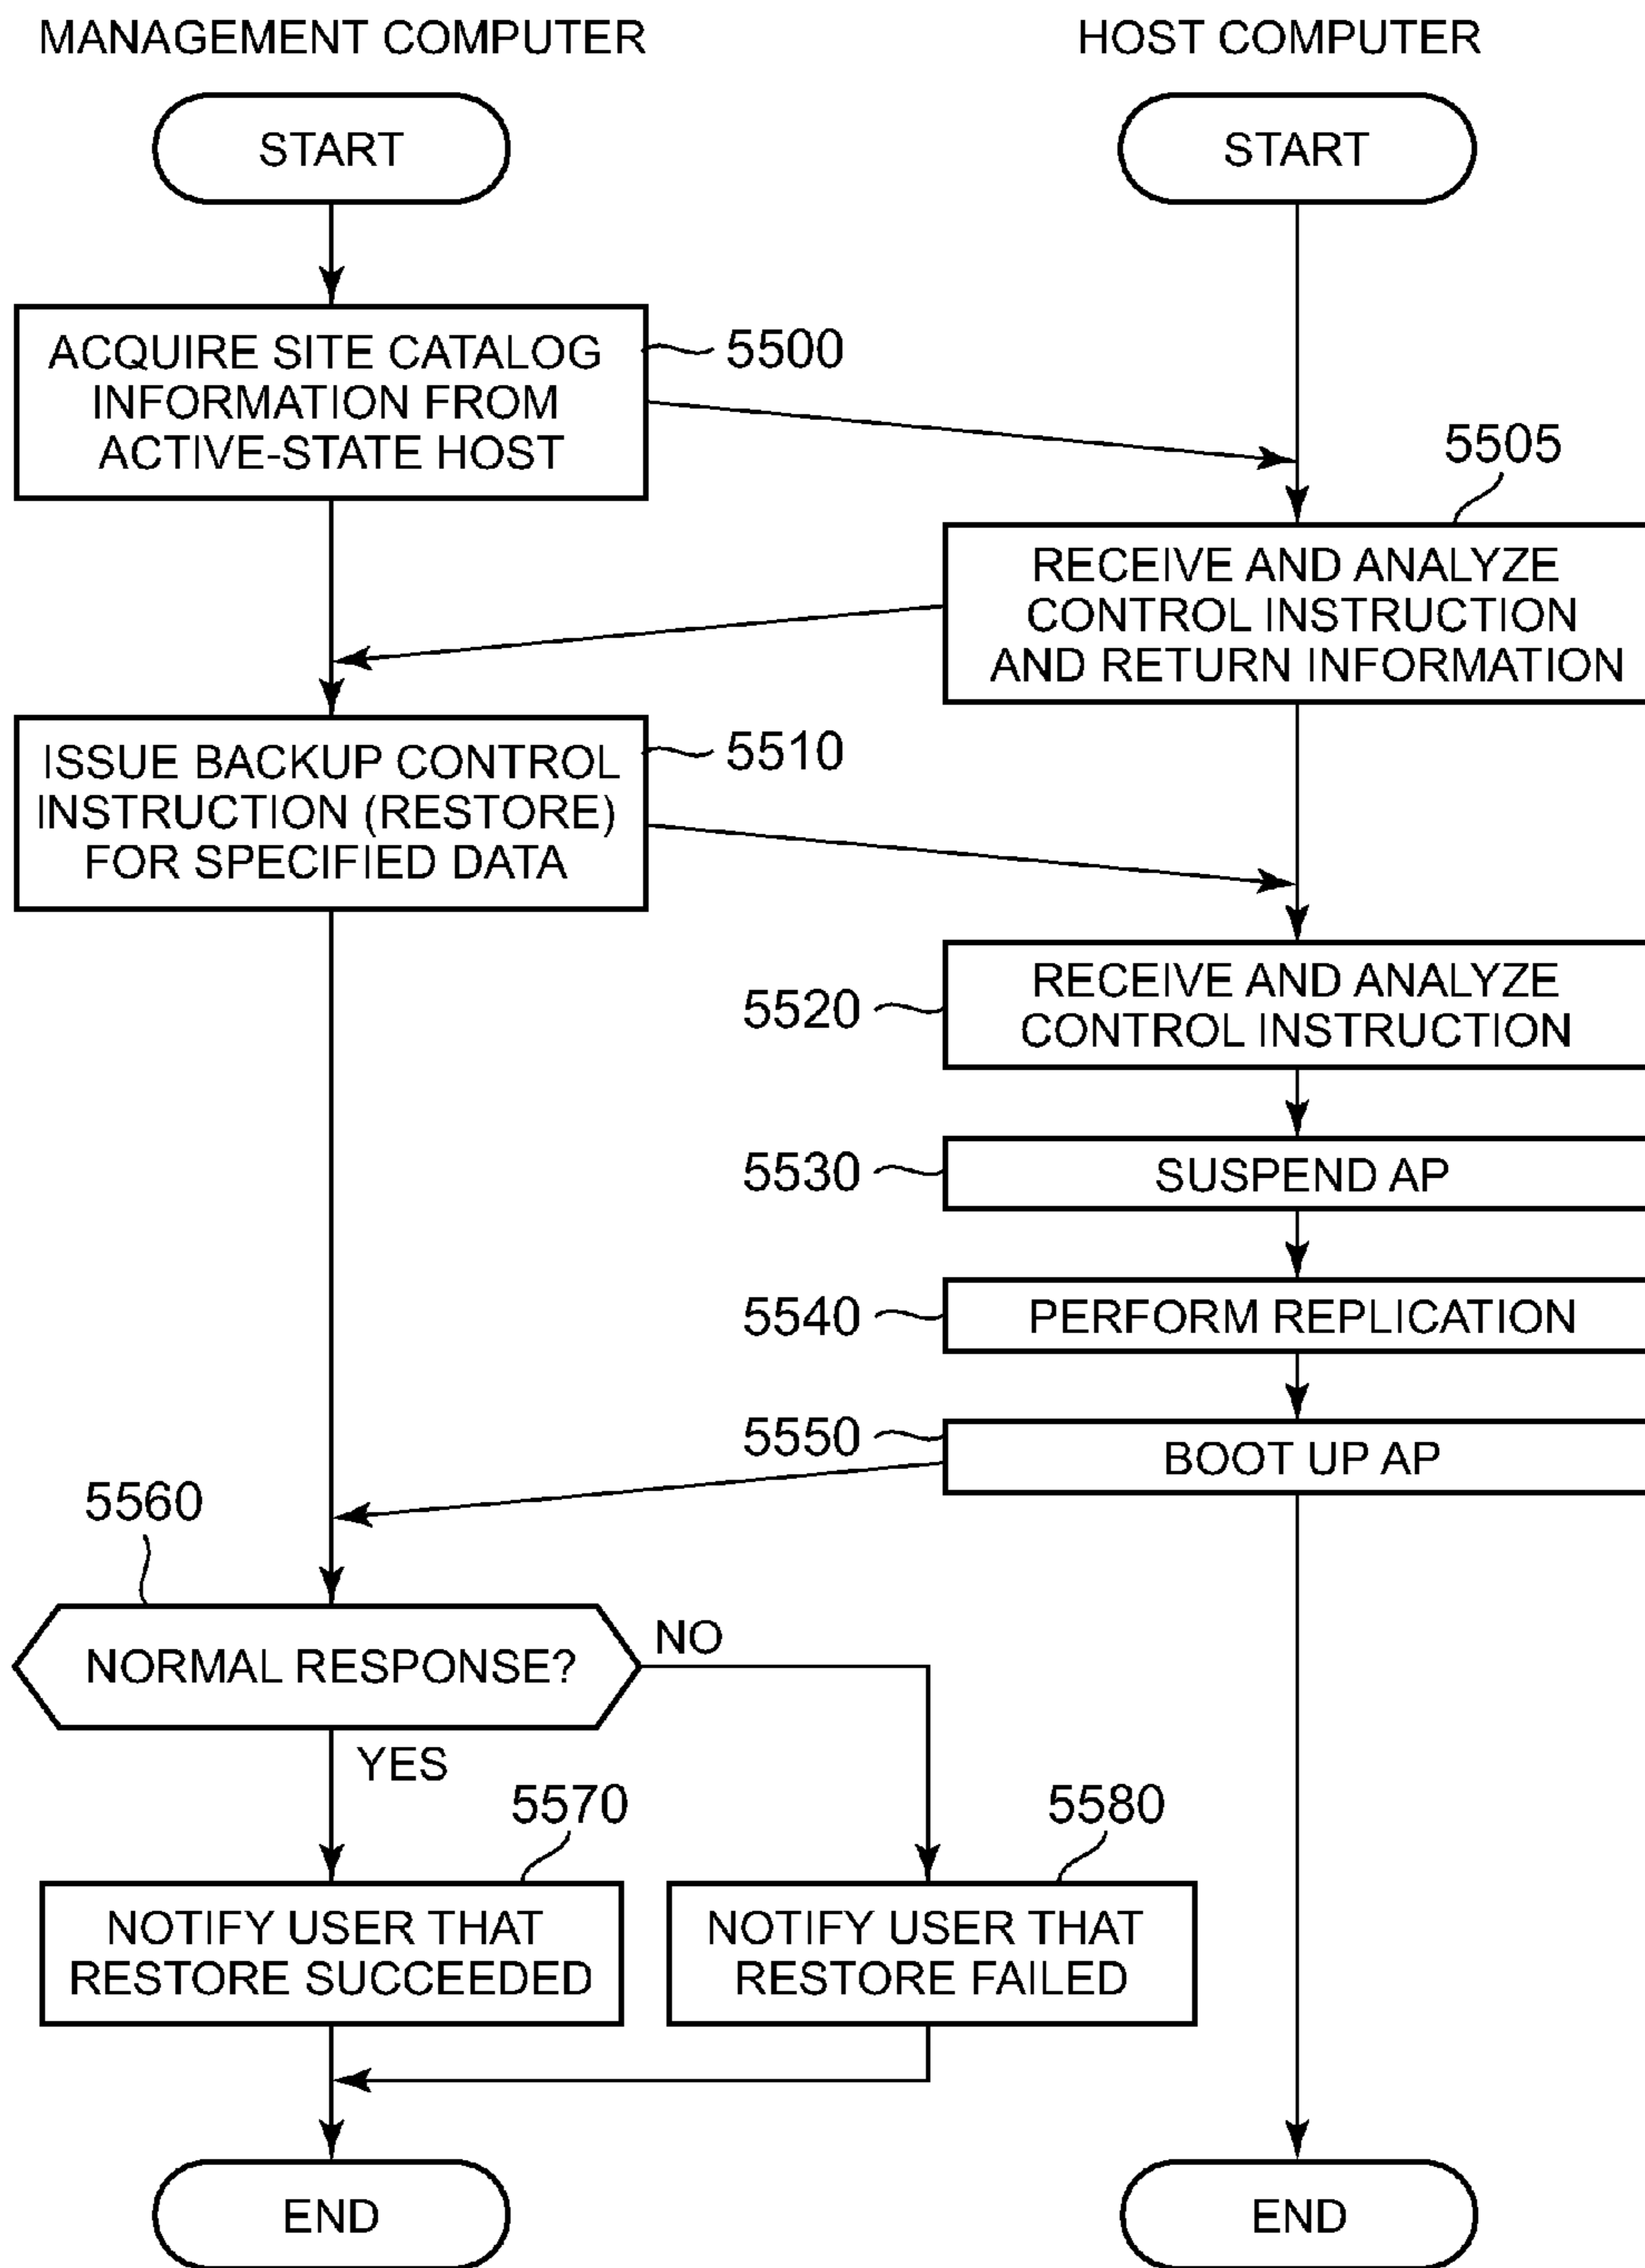 MANAGEMENT COMPUTER
HOST COMPUTER
START
START
ACQUIRE SITE CATALOG
INFORMATION FROM
ACTIVE-STATE HOST
5500
5505
RECEIVE AND ANALYZE
CONTROL INSTRUCTION
AND RETURN INFORMATION
ISSUE BACKUP CONTROL
INSTRUCTION (RESTORE)
FOR SPECIFIED DATA
5510
5520
RECEIVE AND ANALYZE
CONTROL INSTRUCTION
5530
SUSPEND AP
5540
PERFORM REPLICATION
5550
BOOT UP AP
5560
NORMAL RESPONSE?
NO
YES
5570
5580
NOTIFY USER THAT
RESTORE SUCCEEDED
NOTIFY USER THAT
RESTORE FAILED
END
END